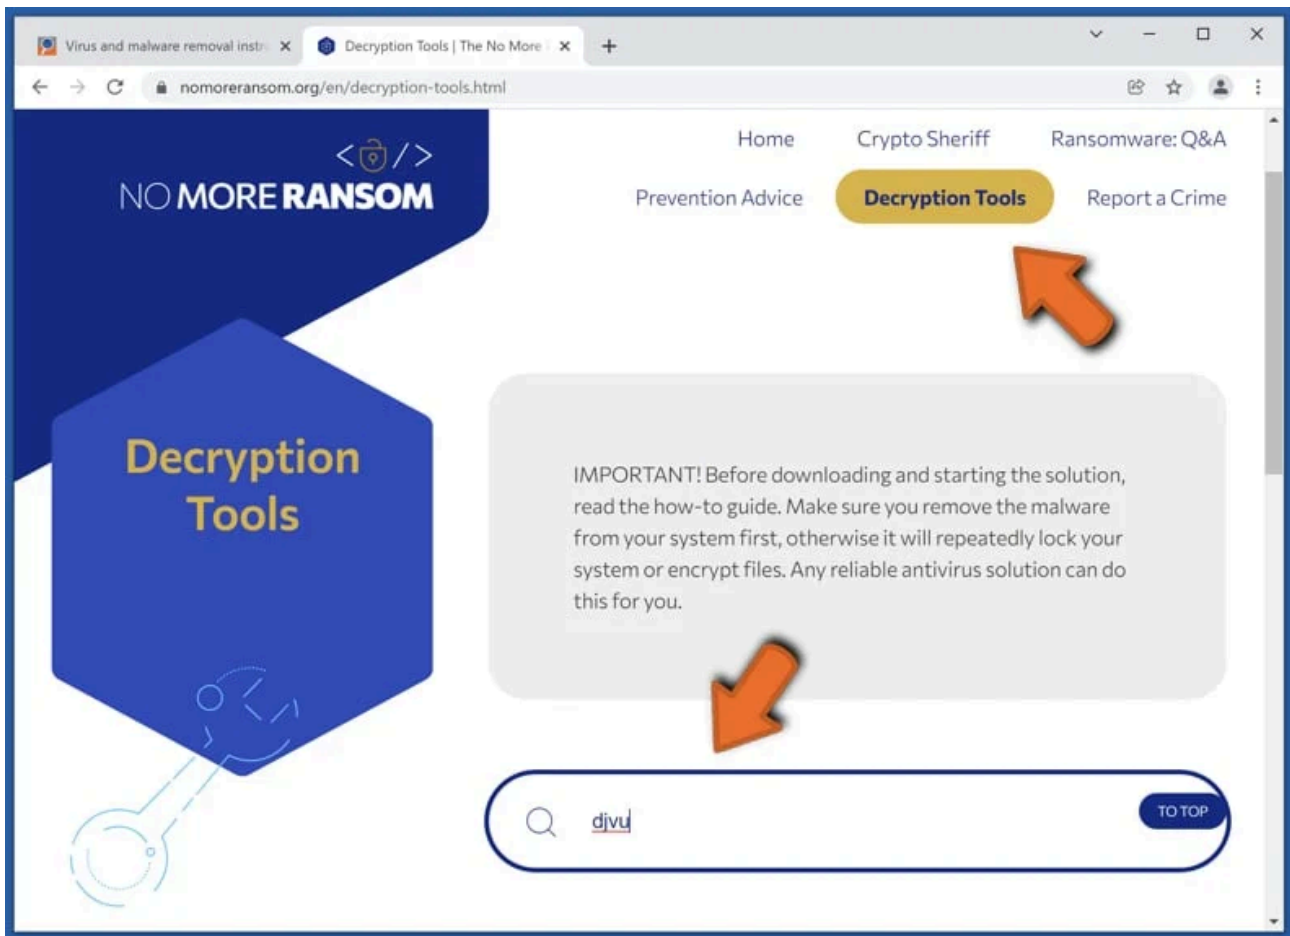 Virus and malware removal instr
Decryption Tools | The No More
nomoreransom.org/en/decryption-tools.html
Home
Crypto Sheriff
Ransomware: Q&A
NO MORE RANSOM
Prevention Advice
Decryption Tools
Report a Crime
Decryption
Tools
IMPORTANT! Before downloading and starting the solution,
read the how-to guide. Make sure you remove the malware
from your system first, otherwise it will repeatedly lock your
system or encrypt files. Any reliable antivirus solution can do
this for you.
djvu
TO TOP